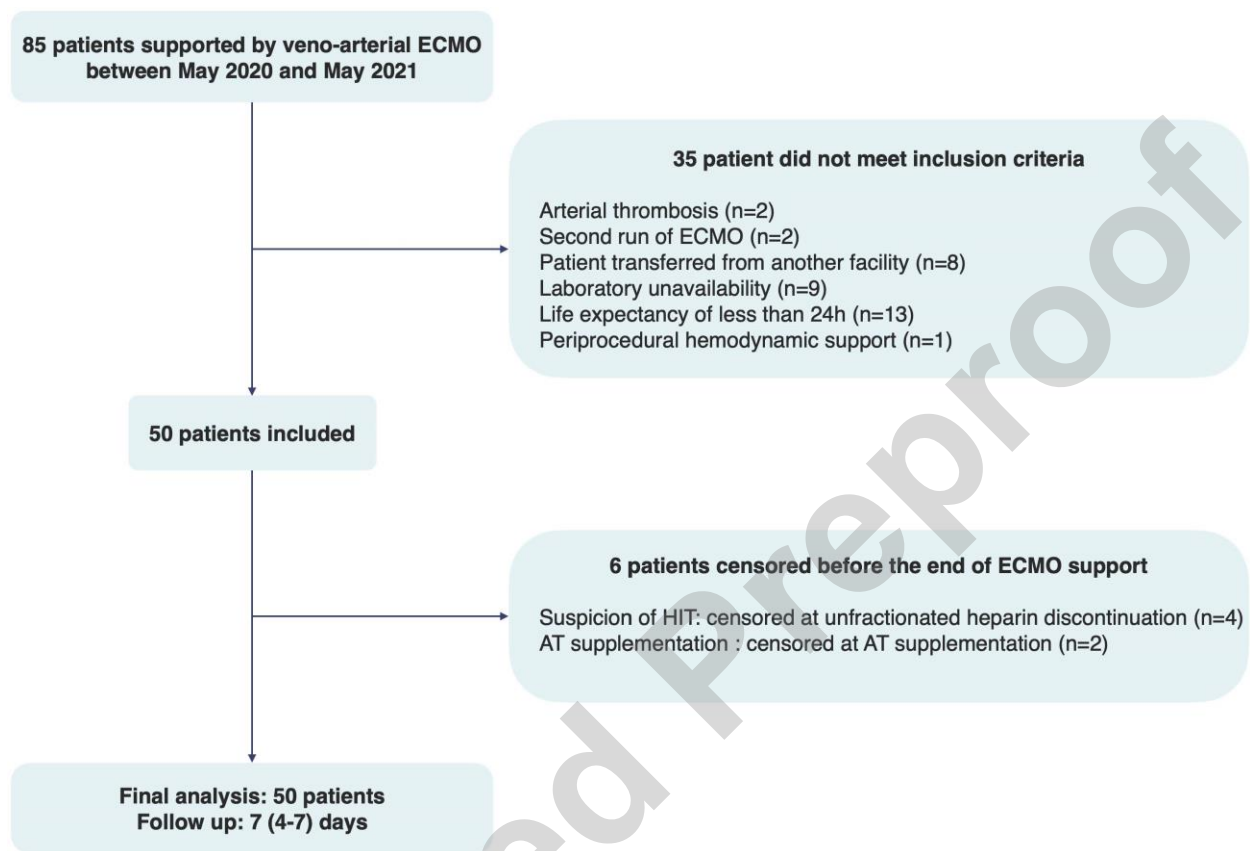 85 patients supported by veno-arterial ECMO
between May 2020 and May 2021
35 patient did not meet inclusion criteria
Arterial thrombosis (n=2)
Second run of ECMO (n=2)
Patient transferred from another facility (n=8)
Laboratory unavailability (n=9)
Life expectancy of less than 24h (n=13)
Periprocedural hemodynamic support (n=1)
50 patients included
6 patients censored before the end of ECMO support
Suspicion of HIT: censored at unfractionated heparin discontinuation (n=4)
AT supplementation : censored at AT supplementation (n=2)
Final analysis: 50 patients
Follow up: 7 (4-7) days
ed Preproof